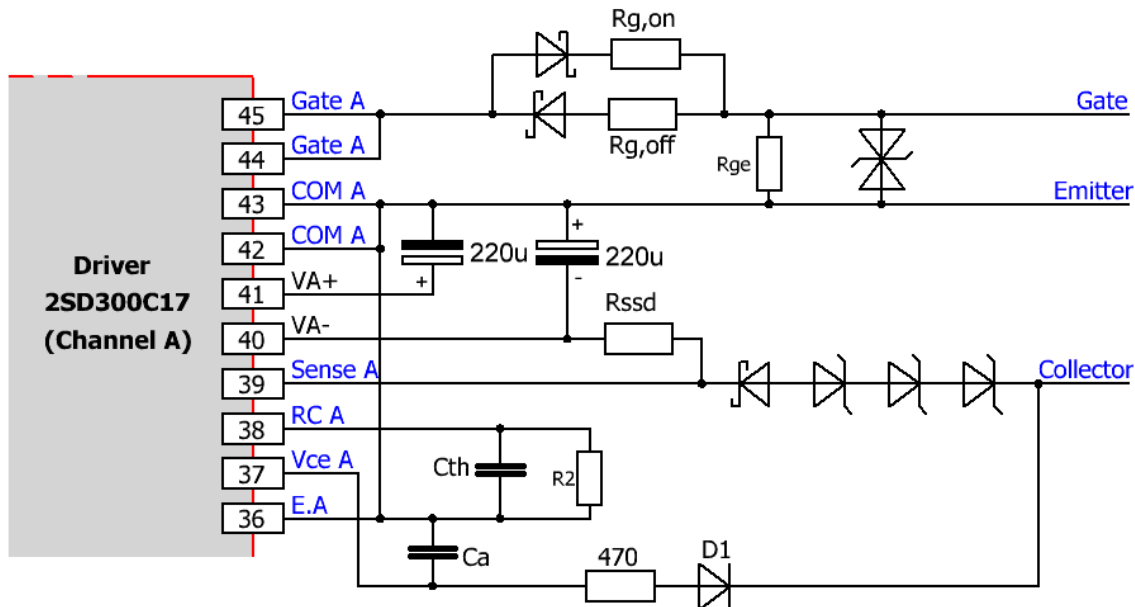 Rg,on
Rg,off
Rge
Gate
Emitter
Collector
Driver
2SD300C17
(Channel A)
45 Gate A
44 Gate A
43 COM A
42 COM A
41 VA+
40 VA-
39 Sense A
38 RC A
37 Vce A
36 E.A
220u
+
+
220u
-
Rssd
Cth
R2
Ca
470
D1